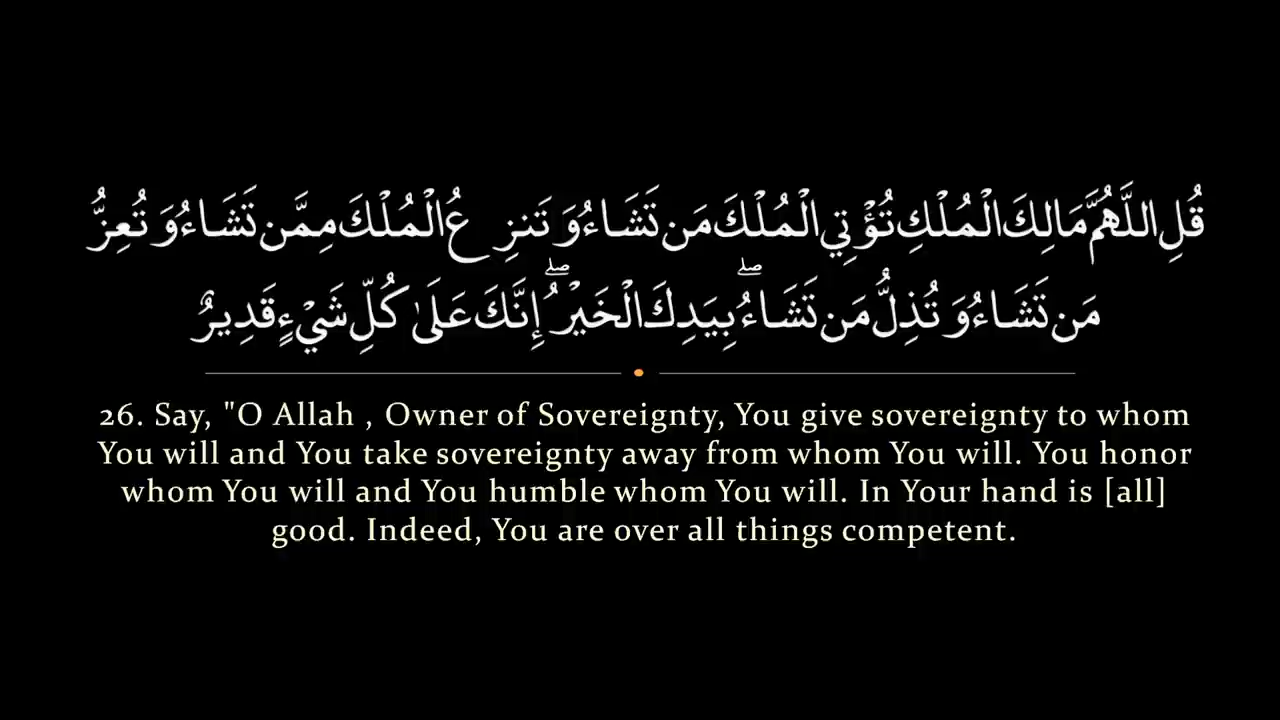 قُلِ اللَّهُمَّ مَالِكَ الْمُلْكِ تُؤْتِي الْمُلْكَ مَن تَشَاءُ وَتَنزِعُ الْمُلْكَ مِمَّن تَشَاءُ وَتُعِزُّ
مَن تَشَاءُ وَتُذِلُّ مَن تَشَاءُ ۖ بِيَدِكَ الْخَيْرُ ۖ إِنَّكَ عَلَىٰ كُلِّ شَيْءٍ قَدِيرٌ
26. Say, "O Allah , Owner of Sovereignty, You give sovereignty to whom
You will and You take sovereignty away from whom You will. You honor
whom You will and You humble whom You will. In Your hand is [all]
good. Indeed, You are over all things competent.